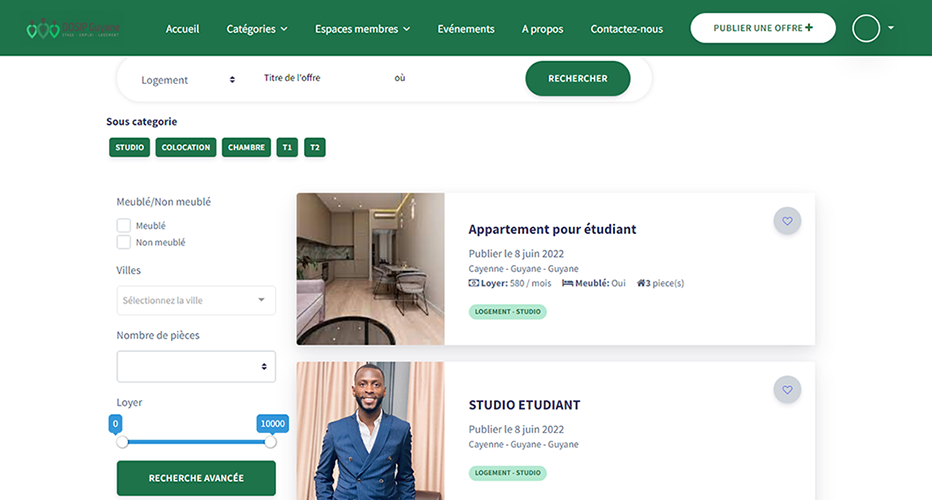 Accueil
Catégories
Espaces membres
Evénements
A propos
Contactez-nous
PUBLIER UNE OFFRE +
Logement
Titre de l'offre
où
RECHERCHER
Sous categorie
STUDIO
COLOCATION
CHAMBRE
T1
T2
Meublé/Non meublé
Meublé
Non meublé
Villes
Sélectionnez la ville
Nombre de pièces
Loyer
0
10000
RECHERCHE AVANCÉE
Appartement pour étudiant
Publier le 8 juin 2022
Cayenne - Guyane - Guyane
Loyer: 580 / mois Meublé: Oui 3 piece(s)
LOGEMENT - STUDIO
STUDIO ETUDIANT
Publier le 8 juin 2022
Cayenne - Guyane - Guyane
LOGEMENT - STUDIO